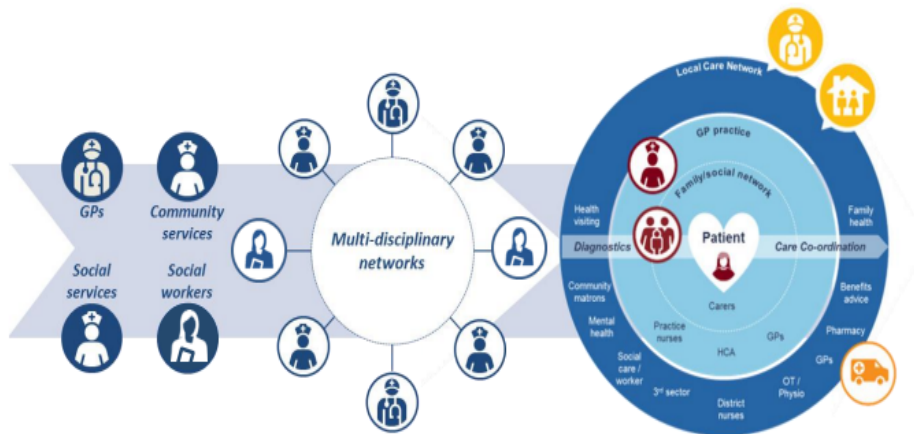 GPs
Community
services
Social
services
Social
workers
Multi-disciplinary
networks
Local Care Network
GP practice
Family/social network
Health
visiting
Family
health
Diagnostics
Patient
Care Co-ordination
Community
matrons
Benefits
advice
Carers
Mental
health
Practice
nurses
GPs
Pharmacy
HCA
Social
care /
worker
GPs
3rd sector
OT /
Physio
District
nurses